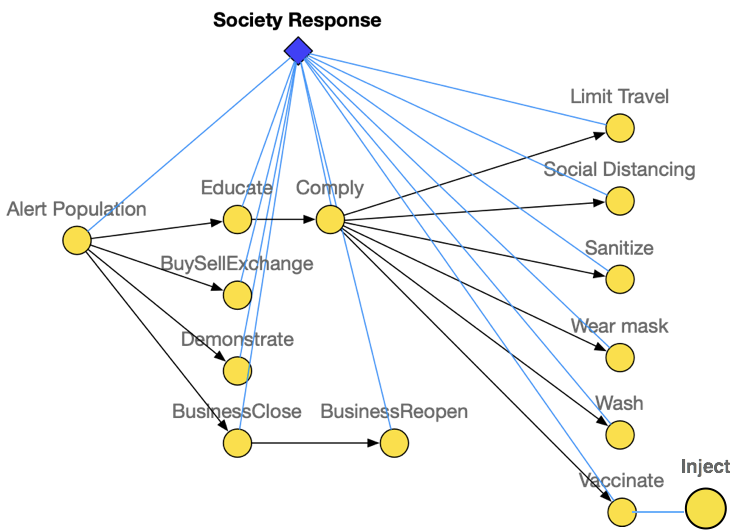 Society Response
Limit Travel
Social Distancing
Educate
Comply
Alert Population
Sanitize
BuySellExchange
Wear mask
Demonstrate
BusinessClose
BusinessReopen
Wash
Inject
Vaccinate